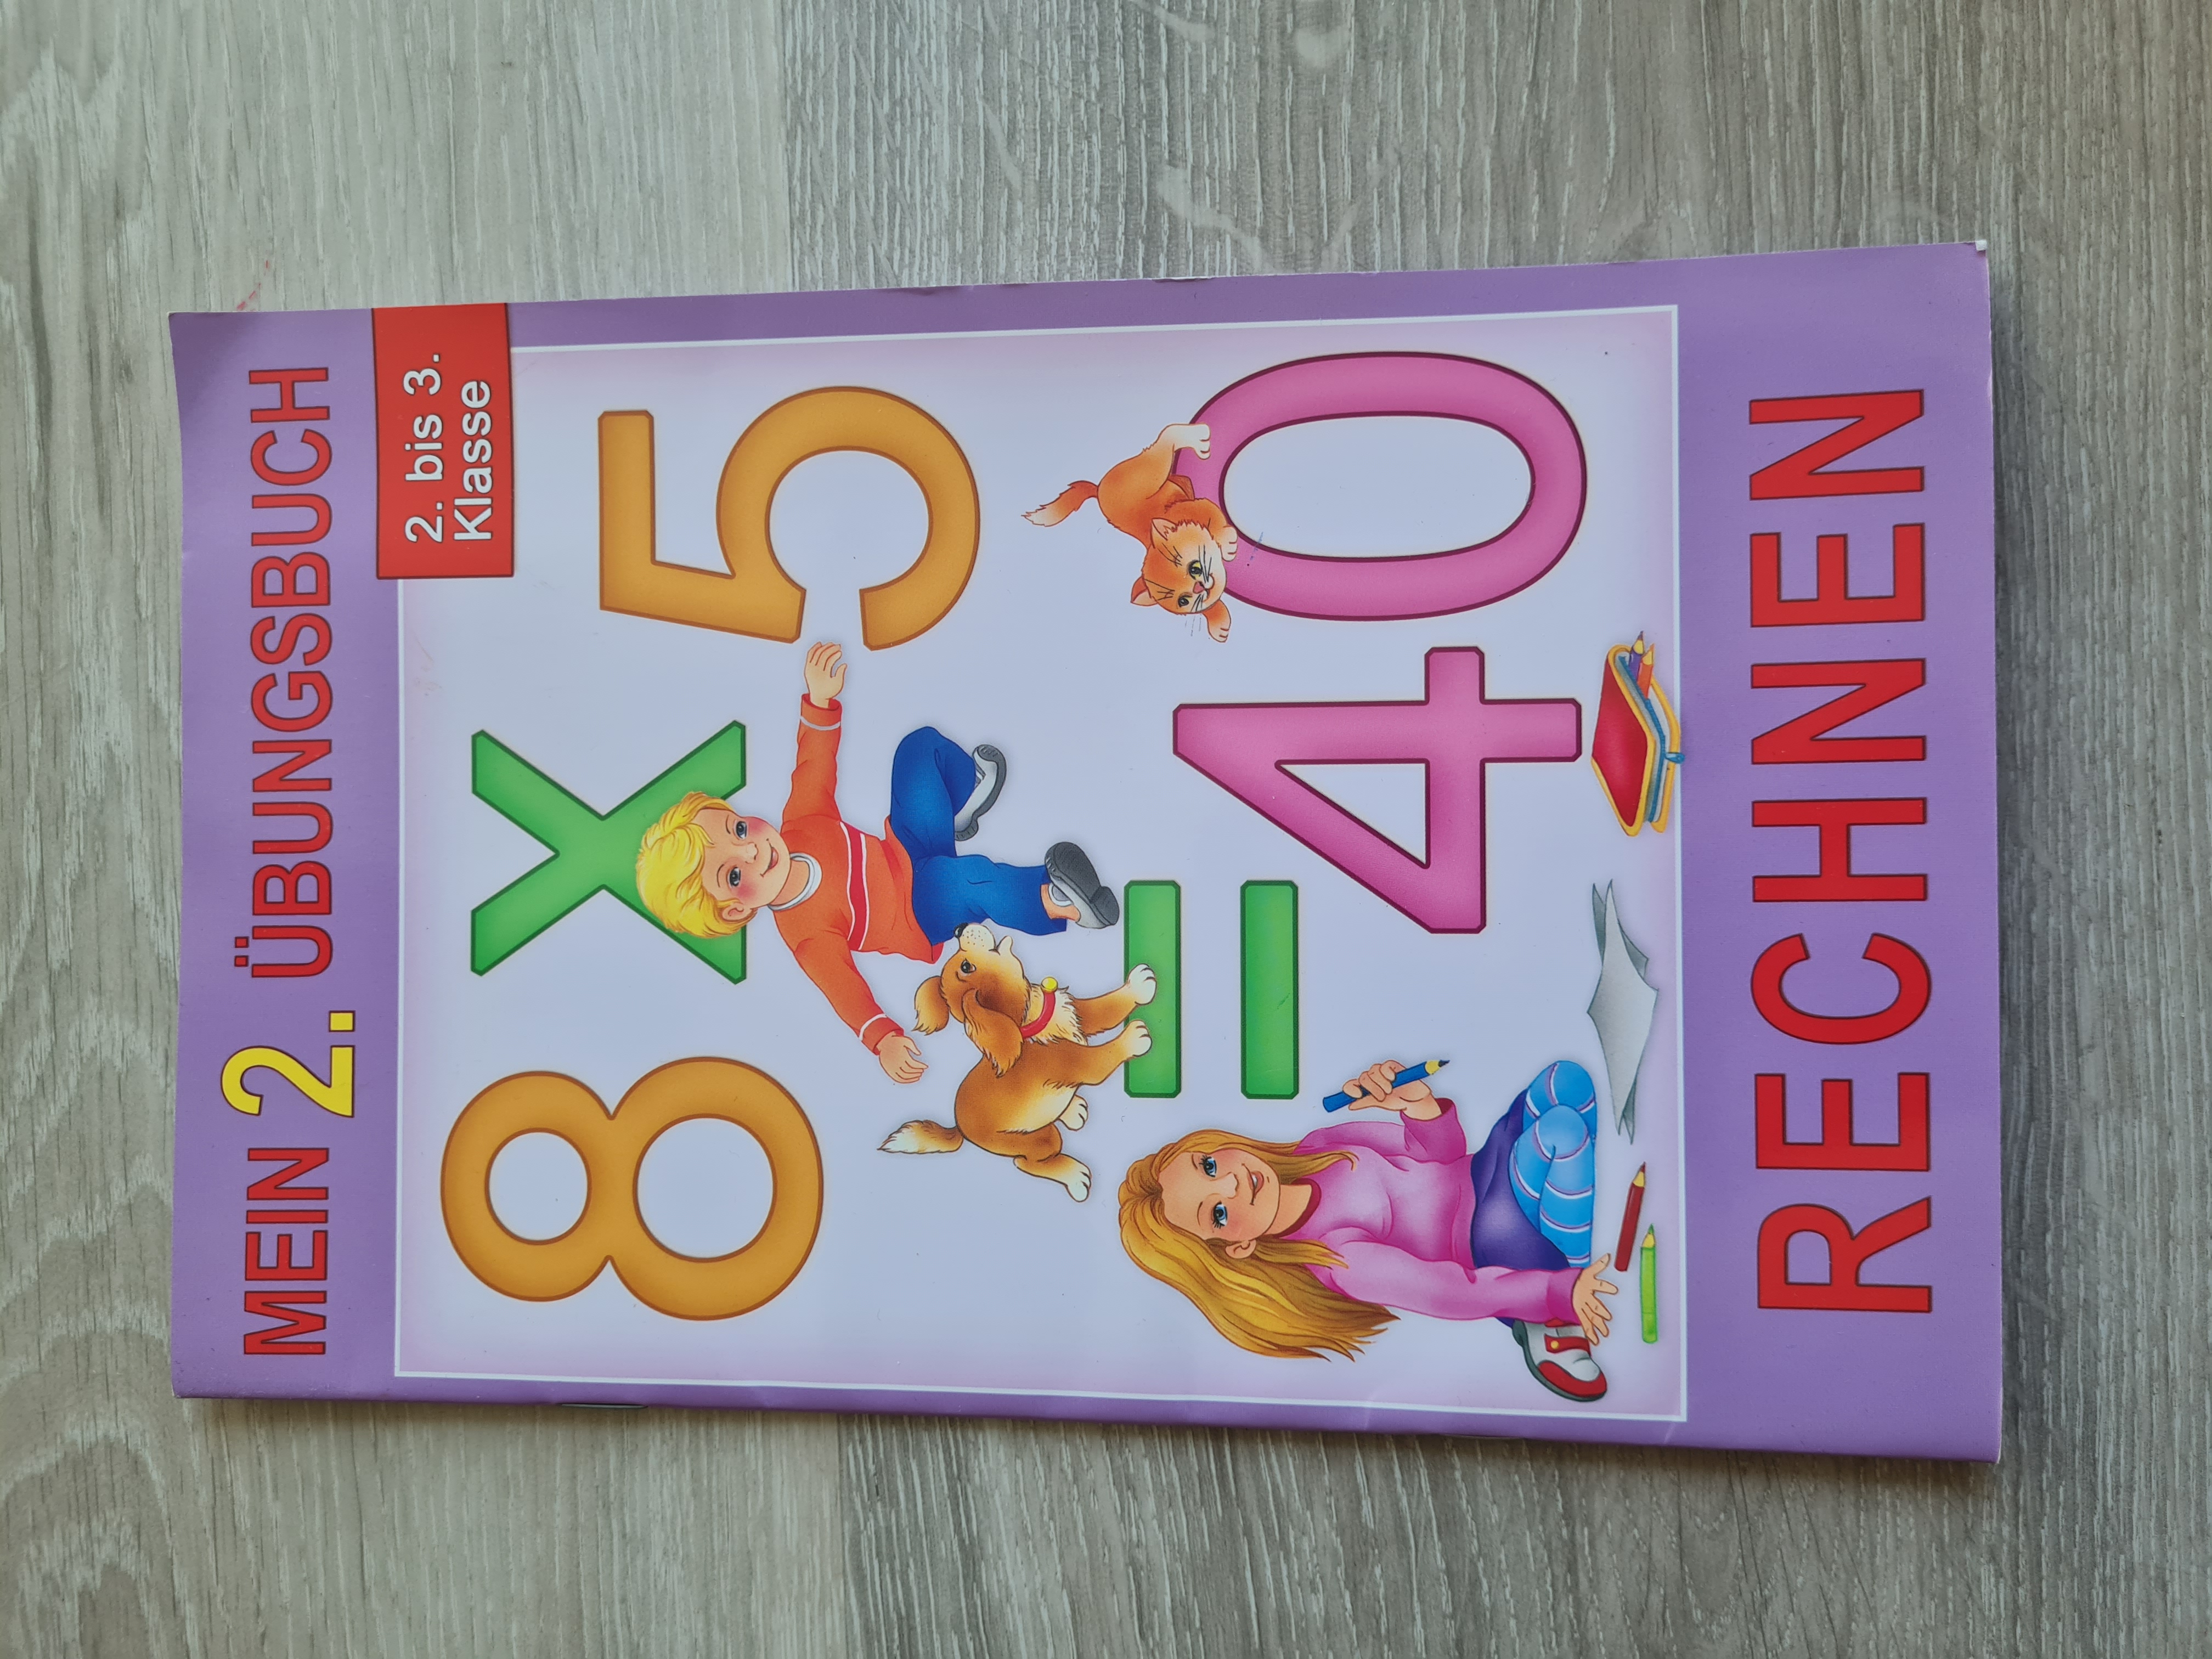 MEIN 2. ÜBUNGSBUCH
2. bis 3.
Klasse
8 X 5
= 40
RECHNEN